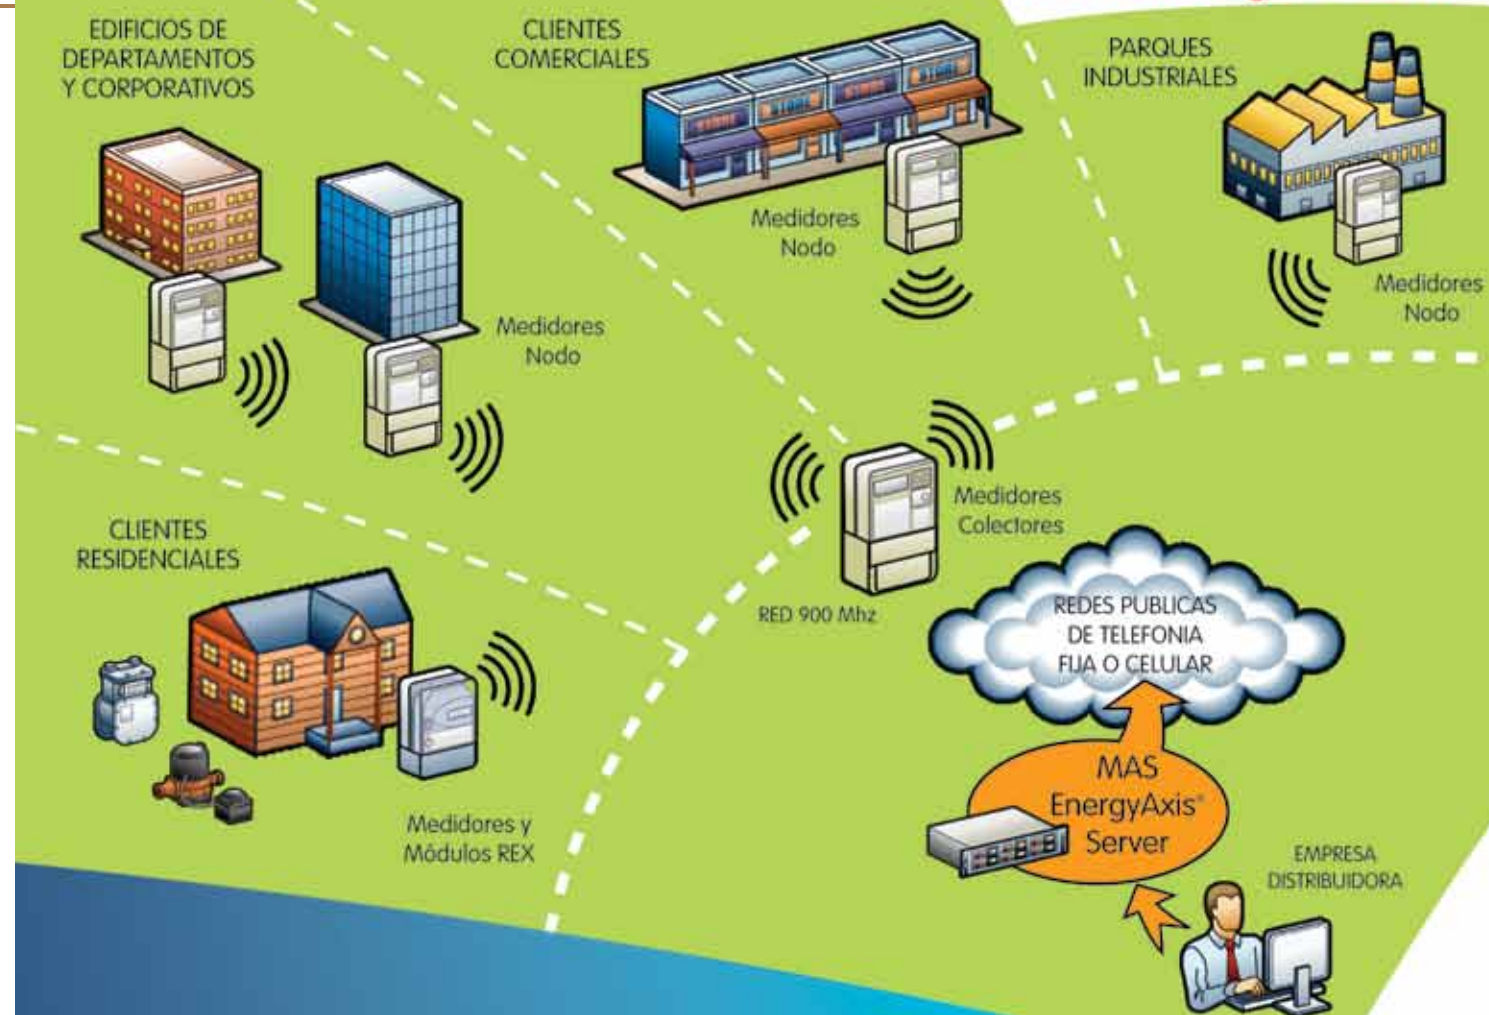 EDIFICIOS DE
DEPARTAMENTOS
Y CORPORATIVOS
CLIENTES
COMERCIALES
PARQUES
INDUSTRIALES
Medidores
Nodo
Medidores
Nodo
Medidores
Nodo
CLIENTES
RESIDENCIALES
Medidores
Colectores
RED 900 Mhz
REDES PUBLICAS
DE TELEFONIA
FIJA O CELULAR
Medidores y
Módulos REX
MAS
EnergyAxis®
Server
EMPRESA
DISTRIBUIDORA